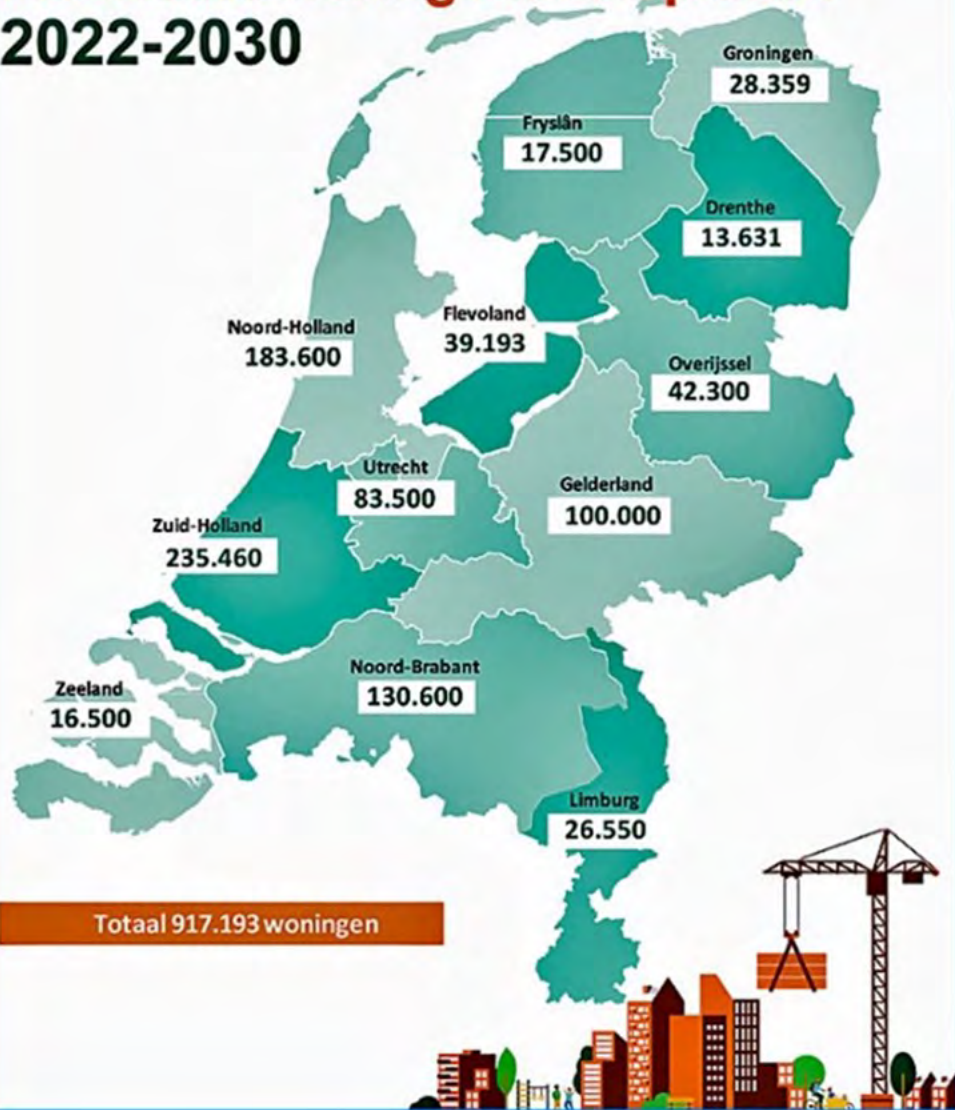 2022-2030
Groningen
28.359
Fryslân
17.500
Drenthe
13.631
Flevoland
39.193
Noord-Holland
183.600
Overijssel
42.300
Utrecht
83.500
Gelderland
100.000
Zuid-Holland
235.460
Noord-Brabant
130.600
Zeeland
16.500
Limburg
26.550
Totaal 917.193 woningen